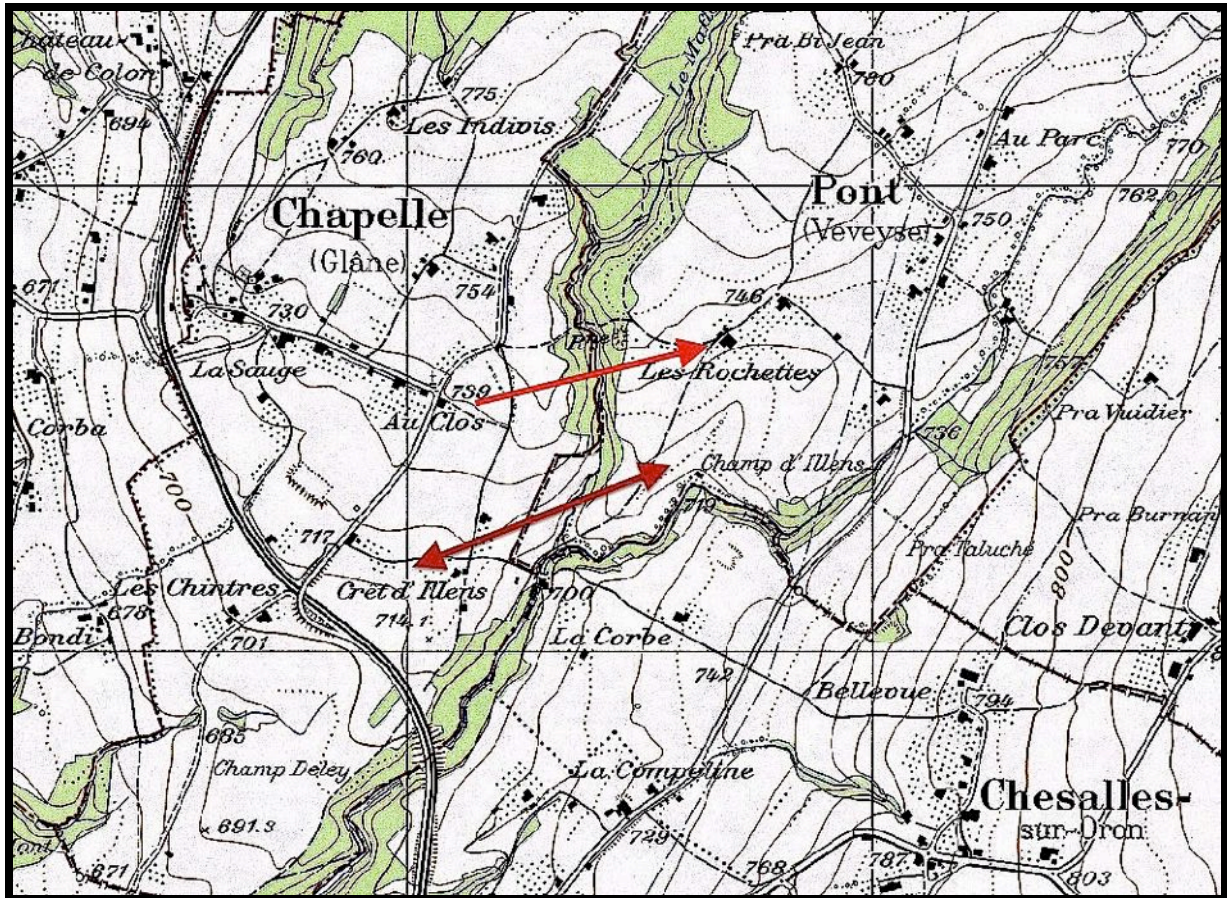 Château-
de Colon
694
775
Les Indivis
760
Pra Bi Jean
780
Au Parc
770
762.0
Pont
(Veveyse)
750
Chapelle
(Glâne)
671
754
746
730
La Sauge
739
Au Clos
Les Rochettes
757
Pra Vuidier
Corba
736
Champ d'Illens
719
700
Pra Burnan
717
Pra Taluche
800
Crêt d'Illens
714.1
700
Les Chintres
678
Bondi
701
La Corbe
742
Clos Devant
Bellevue
794
685
Champ Deley
La Compeline
Chesalles-
sur-Oron
691.3
729
671
768
787
803